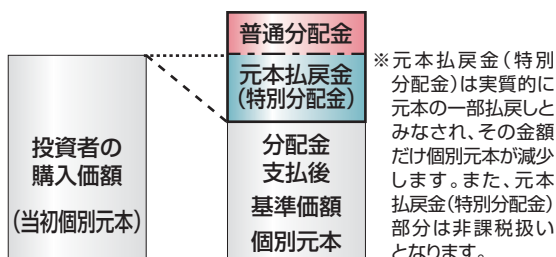 普通分配金
元本払戻金
(特別分配金)
投資者の
購入価額
(当初個別元本)
分配金
支払後
基準価額
個別元本
※元本払戻金(特別
分配金)は実質的に
元本の一部払戻しと
みなされ、その金額
だけ個別元本が減少
します。また、元本
払戻金(特別分配金)
部分は非課税扱い
となります。